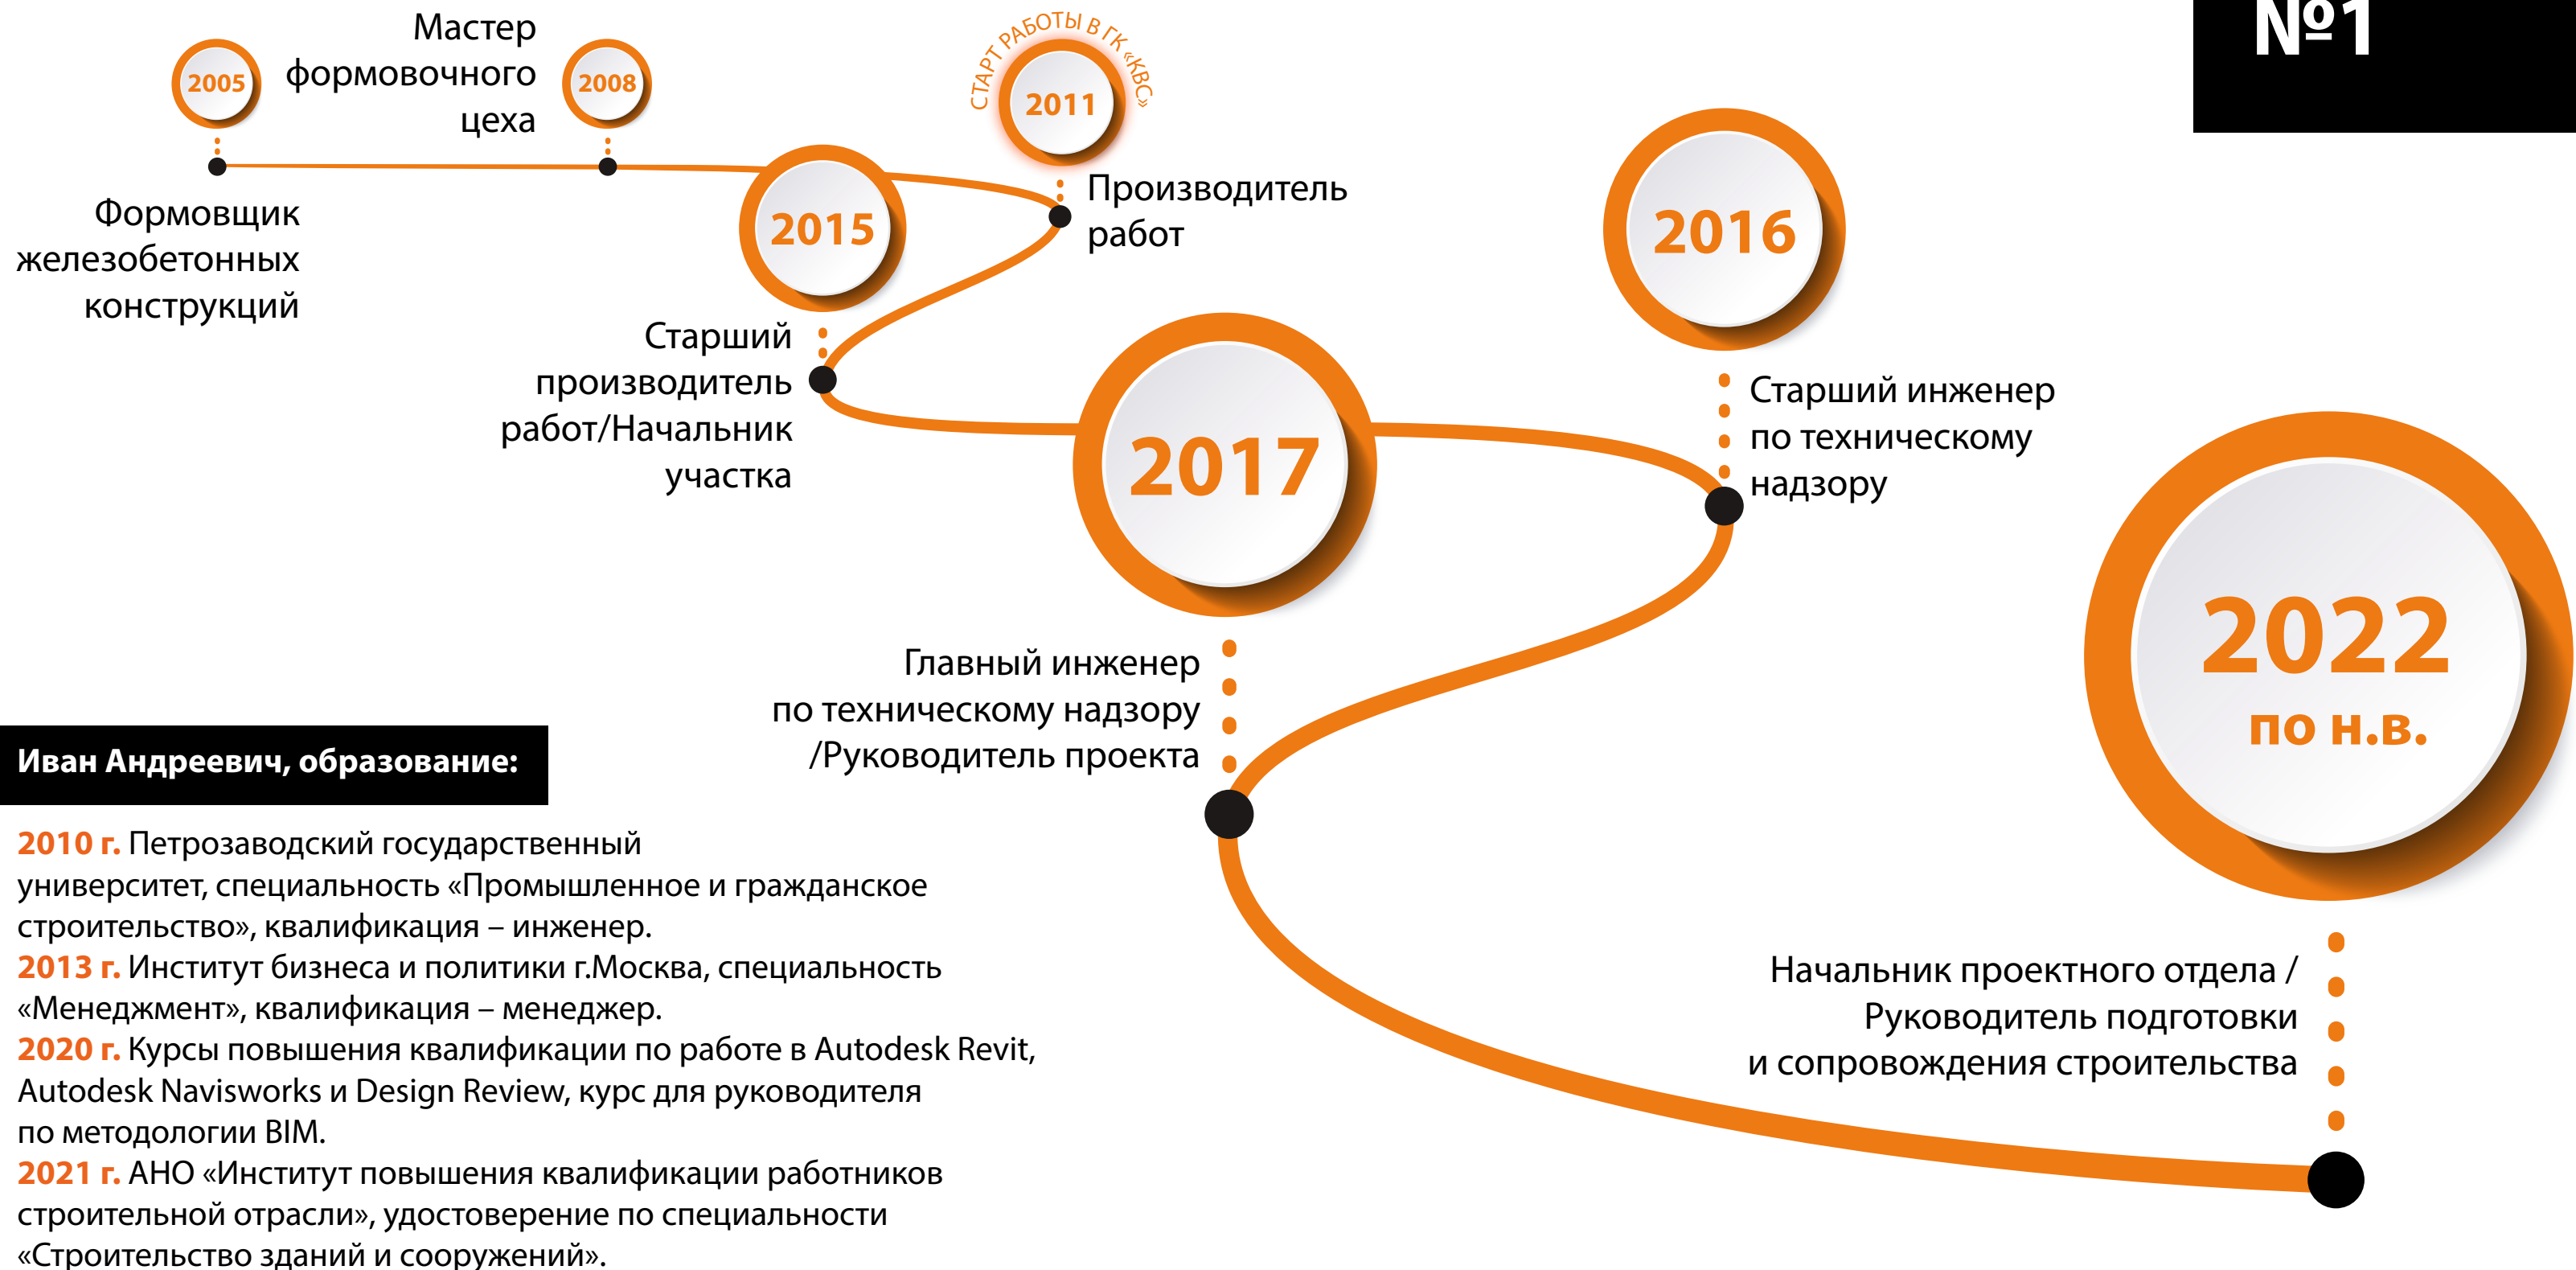 №1
2005
Формовщик
железобетонных
конструкций
Мастер
формовочного
цеха
2008
СТАРТ РАБОТЫ В ГК «КВС»
2011
Производитель
работ
2015
Старший
производитель
работ/Начальник
участка
2016
Старший инженер
по техническому
надзору
2017
Главный инженер
по техническому надзору
/Руководитель проекта
2022
по н.в.
Начальник проектного отдела /
Руководитель подготовки
и сопровождения строительства
Иван Андреевич, образование:
2010 г. Петрозаводский государственный
университет, специальность «Промышленное и гражданское
строительство», квалификация – инженер.
2013 г. Институт бизнеса и политики г.Москва, специальность
«Менеджмент», квалификация – менеджер.
2020 г. Курсы повышения квалификации по работе в Autodesk Revit,
Autodesk Navisworks и Design Review, курс для руководителя
по методологии BIM.
2021 г. АНО «Институт повышения квалификации работников
строительной отрасли», удостоверение по специальности
«Строительство зданий и сооружений».